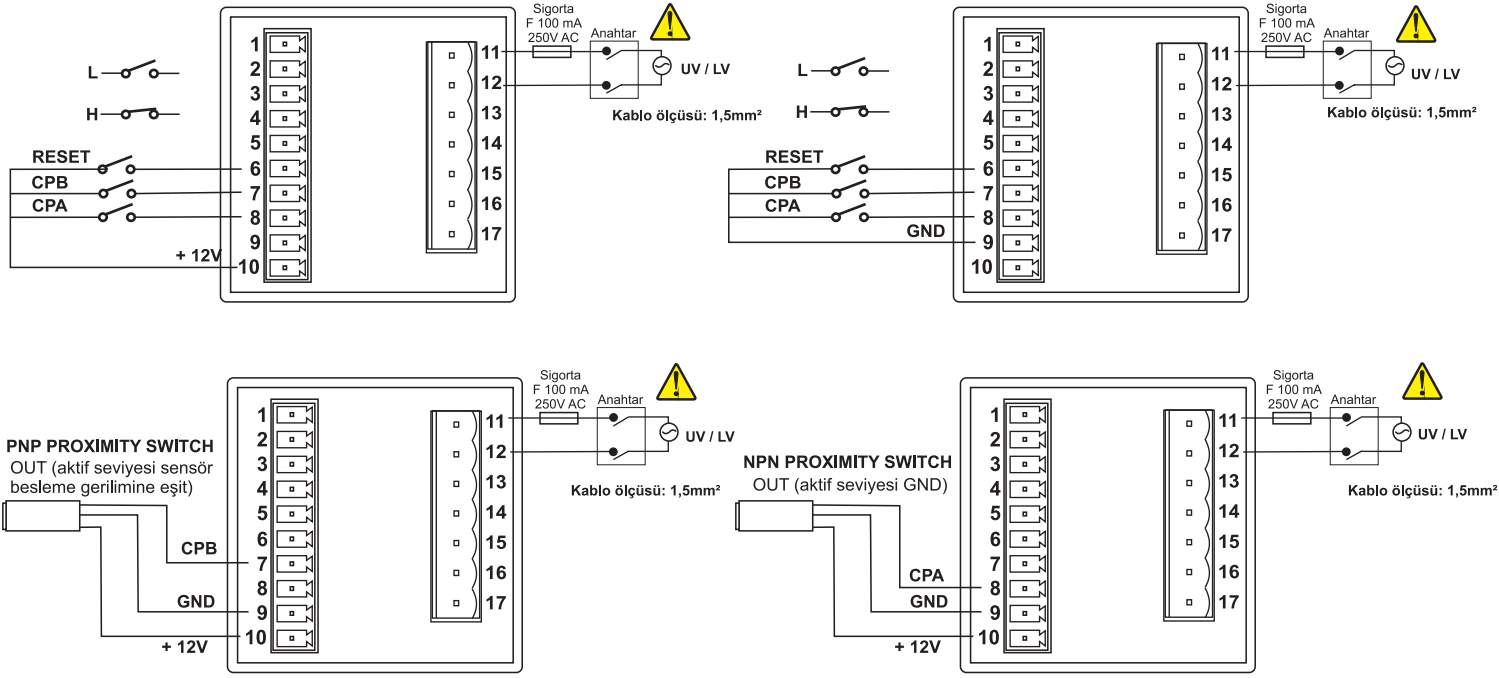 Sigorta
F 100 mA
250V AC
Anahtar
UV / LV
Kablo ölçüsü: 1,5mm²
L
H
RESET
CPB
CPA
+ 12V
1
2
3
4
5
6
7
8
9
10
11
12
13
14
15
16
17
Sigorta
F 100 mA
250V AC
Anahtar
UV / LV
Kablo ölçüsü: 1,5mm²
L
H
RESET
CPB
CPA
GND
1
2
3
4
5
6
7
8
9
10
11
12
13
14
15
16
17
Sigorta
F 100 mA
250V AC
Anahtar
UV / LV
Kablo ölçüsü: 1,5mm²
PNP PROXIMITY SWITCH
OUT (aktif seviyesi sensör
besleme gerilimine eşit)
CPB
GND
+ 12V
1
2
3
4
5
6
7
8
9
10
11
12
13
14
15
16
17
Sigorta
F 100 mA
250V AC
Anahtar
UV / LV
Kablo ölçüsü: 1,5mm²
NPN PROXIMITY SWITCH
OUT (aktif seviyesi GND)
CPA
GND
+ 12V
1
2
3
4
5
6
7
8
9
10
11
12
13
14
15
16
17